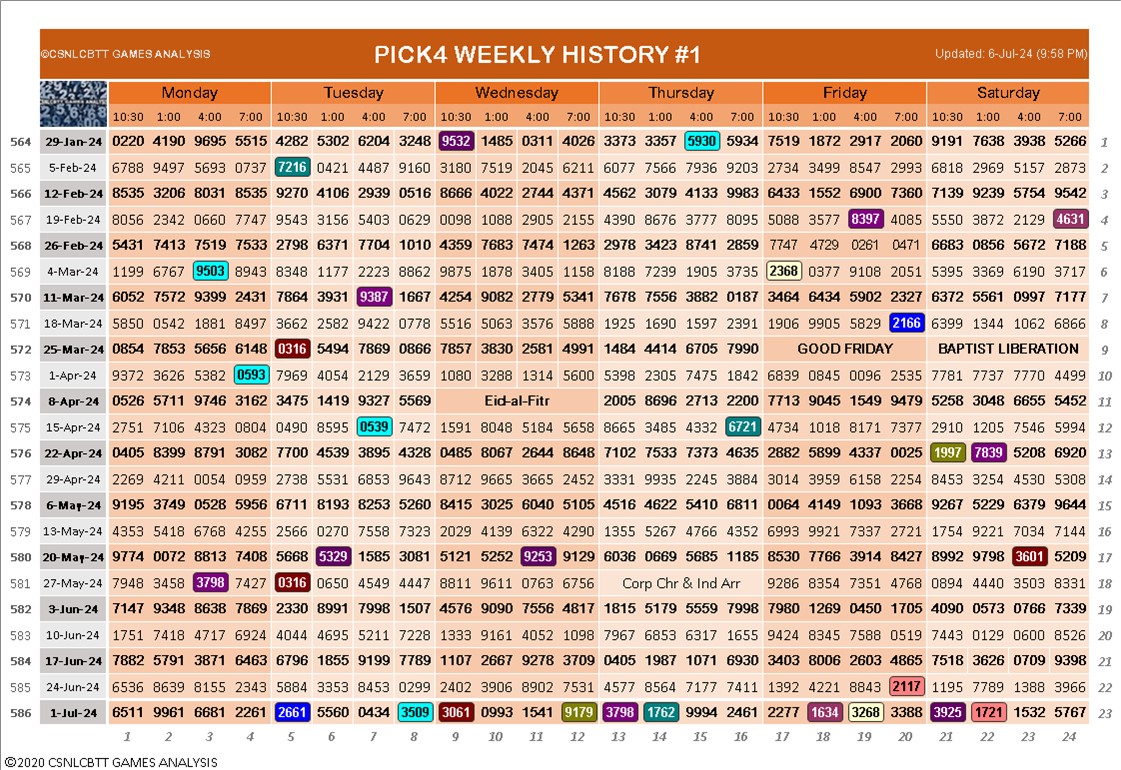 ©CSNLCBTT GAMES ANALYSIS PICK4 WEEKLY HISTORY #1 Updated: 6-Jul-24 (9:58 PM)
Monday Tuesday Wednesday Thursday Friday Saturday
10:30 1:00 4:00 7:00 10:30 1:00 4:00 7:00 10:30 1:00 4:00 7:00 10:30 1:00 4:00 7:00 10:30 1:00 4:00 7:00 10:30 1:00 4:00 7:00
564 29-Jan-24 0220 4190 9695 5515 4282 5302 6204 3248 9532 1485 0311 4026 3373 3357 5930 5934 7519 1872 2917 2060 9191 7638 3938 5266 1
565 5-Feb-24 6788 9497 5693 0737 7216 0421 4487 9160 3180 7519 2045 6211 6077 7566 7936 9203 2734 3499 8547 2993 6818 2969 5157 2873 2
566 12-Feb-24 8535 3206 8031 8535 9270 4106 2939 0516 8666 4022 2744 4371 4562 3079 4133 9983 6433 1552 6900 7360 7139 9239 5754 9542 3
567 19-Feb-24 8056 2342 0660 7747 9543 3156 5403 0629 0098 1088 2905 2155 4390 8676 3777 8095 5088 3577 8397 4085 5550 3872 2129 4631 4
568 26-Feb-24 5431 7413 7519 7533 2798 6371 7704 1010 4359 7683 7474 1263 2978 3423 8741 2859 7747 4729 0261 0471 6683 0856 5672 7188 5
569 4-Mar-24 1199 6767 9503 8943 8348 1177 2223 8862 9875 1878 3405 1158 8188 7239 1905 3735 2368 0377 9108 2051 5395 3369 6190 3717 6
570 11-Mar-24 6052 7572 9399 2431 7864 3931 9387 1667 4254 9082 2779 5341 7678 7556 3882 0187 3464 6434 5902 2327 6372 5561 0997 7177 7
571 18-Mar-24 5850 0542 1881 8497 3662 2582 9422 0778 5516 5063 3576 5888 1925 1690 1597 2391 1906 9905 5829 2166 6399 1344 1062 6866 8
572 25-Mar-24 0854 7853 5656 6148 0316 5494 7869 0866 7857 3830 2581 4991 1484 4414 6705 7990 GOOD FRIDAY BAPTIST LIBERATION 9
573 1-Apr-24 9372 3626 5382 0593 7969 4054 2129 3659 1080 3288 1314 5600 5398 2305 7475 1842 6839 0845 0096 2535 7781 7737 7770 4499 10
574 8-Apr-24 0526 5711 9746 3162 3475 1419 9327 5569 Eid-al-Fitr 2005 8696 2713 2200 7713 9045 1549 9479 5258 3048 6655 5452 11
575 15-Apr-24 2751 7106 4323 0804 0490 8595 0539 7472 1591 8048 5184 5658 8665 3485 4332 6721 4734 1018 8171 7377 2910 1205 7546 5994 12
576 22-Apr-24 0405 8399 8791 3082 7700 4539 3895 4328 0485 8067 2644 8648 7102 7533 7373 4635 2882 5899 4337 0025 1997 7839 5208 6920 13
577 29-Apr-24 2269 4211 0054 0959 2738 5531 6853 9643 8712 9665 3665 2452 3331 9935 2245 3884 3014 3959 6158 2254 8453 3254 4530 5308 14
578 6-May-24 9195 3749 0528 5956 6711 8193 8253 5260 8415 3025 6040 5105 4516 4622 5410 6811 0064 4149 1093 3668 9267 5229 6379 9644 15
579 13-May-24 4353 5418 6768 4255 2566 0270 7558 7323 2029 4139 6322 4290 1355 5267 4766 4352 6993 9921 7337 2721 1754 9221 7034 7144 16
580 20-May-24 9774 0072 8813 7408 5668 5329 1585 3081 5121 5252 9253 9129 6036 0669 5685 1185 8530 7766 3914 8427 8992 9798 3601 5209 17
581 27-May-24 7948 3458 3798 7427 0316 0650 4549 4447 8811 9611 0763 6756 Corp Chr & Ind Arr 9286 8354 7351 4768 0894 4440 3503 8331 18
582 3-Jun-24 7147 9348 8638 7869 2330 8991 7998 1507 4576 9090 7556 4817 1815 5179 5559 7998 7980 1269 0450 1705 4090 0573 0766 7339 19
583 10-Jun-24 1751 7418 4717 6924 4044 4695 5211 7228 1333 9161 4052 1098 7967 6853 6317 1655 9424 8345 7588 0519 7443 0129 0600 8526 20
584 17-Jun-24 7882 5791 3871 6463 6796 1855 9199 7789 1107 2667 9278 3709 0405 1987 1071 6930 3403 8006 2603 4865 7518 3626 0709 9398 21
585 24-Jun-24 6536 8639 8155 2343 5884 3353 8453 0299 2402 3906 8902 7531 4577 8564 7177 7411 1392 4221 8843 2117 1195 7789 1388 3966 22
586 1-Jul-24 6511 9961 6681 2261 2661 5560 0434 3509 3061 0993 1541 9179 3798 1762 9994 2461 2277 1634 3268 3388 3925 1721 1532 5767 23
1 2 3 4 5 6 7 8 9 10 11 12 13 14 15 16 17 18 19 20 21 22 23 24
©2020 CSNLCBTT GAMES ANALYSIS